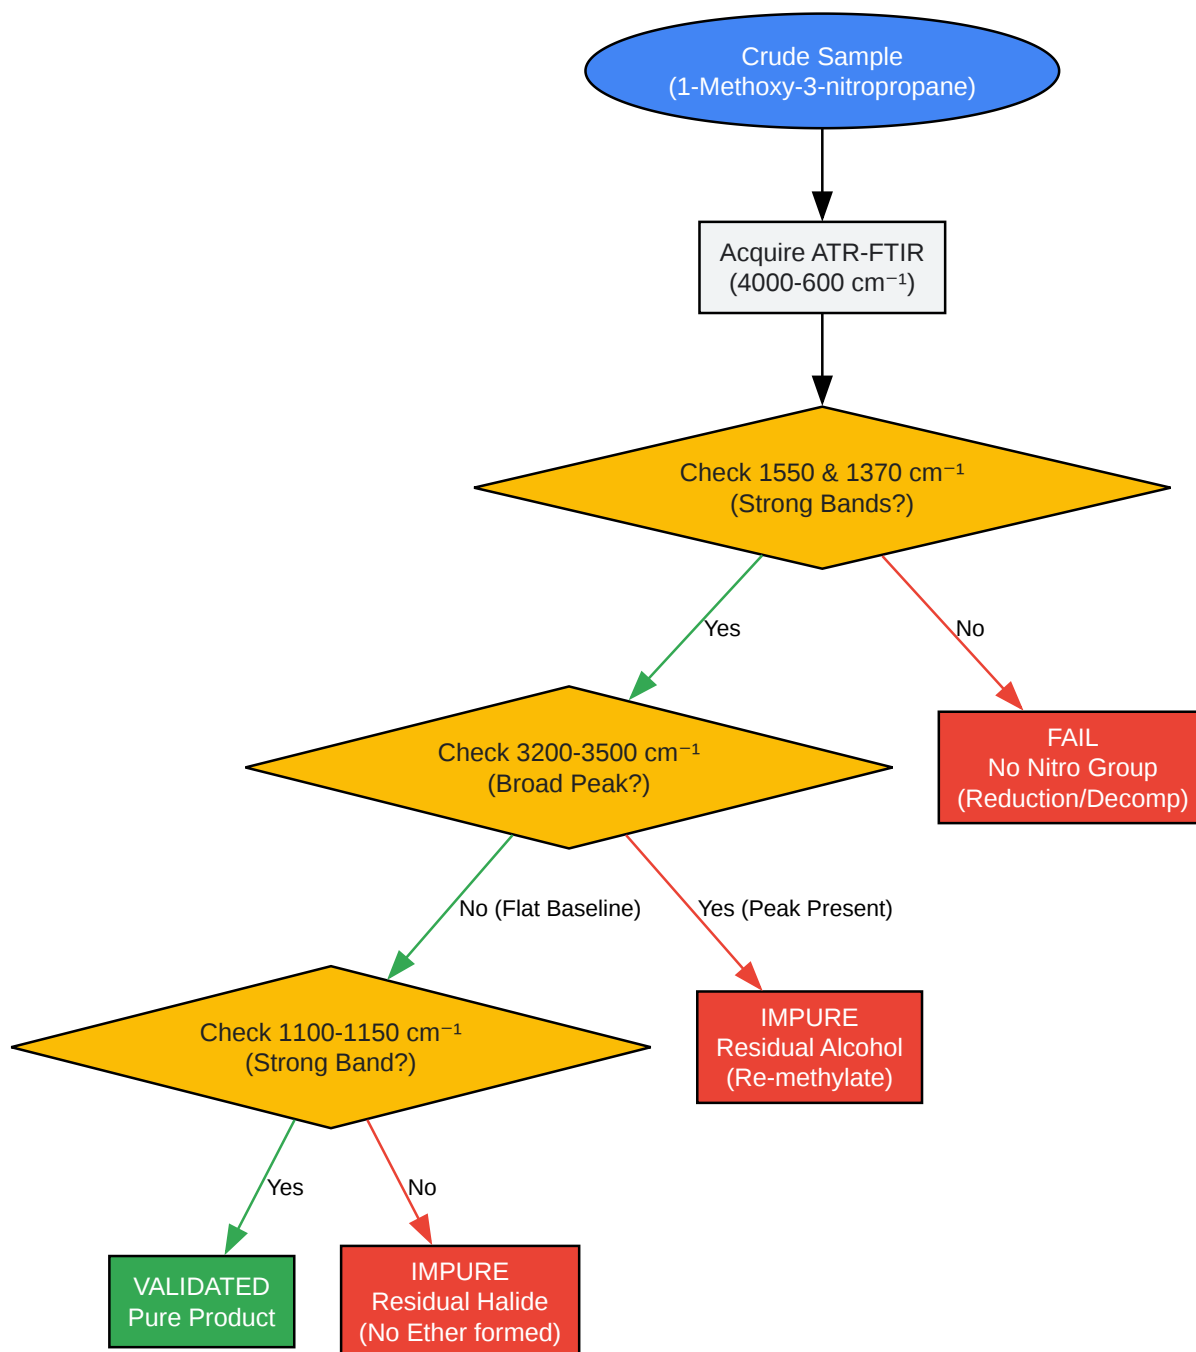 Crude Sample
(1-Methoxy-3-nitropropane)
Acquire ATR-FTIR
(4000-600 cm⁻¹)
Check 1550 & 1370 cm⁻¹
(Strong Bands?)
Yes
No
FAIL
No Nitro Group
(Reduction/Decomp)
Check 3200-3500 cm⁻¹
(Broad Peak?)
No (Flat Baseline)
Yes (Peak Present)
IMPURE
Residual Alcohol
(Re-methylate)
Check 1100-1150 cm⁻¹
(Strong Band?)
Yes
No
VALIDATED
Pure Product
IMPURE
Residual Halide
(No Ether formed)